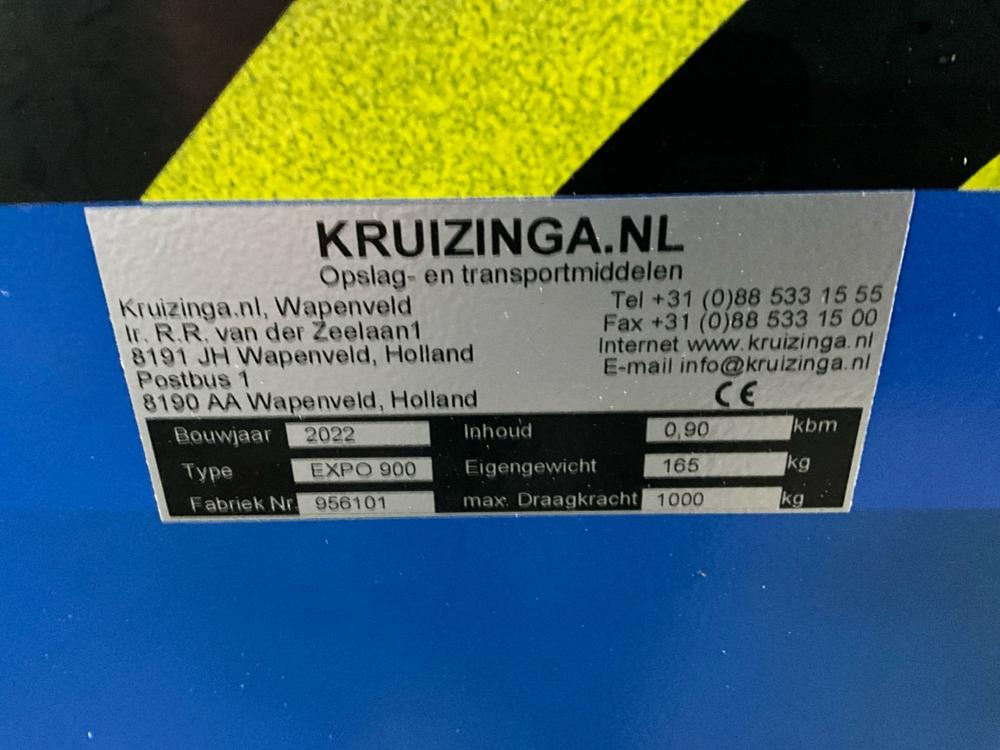 KRUIZINGA.NL
Opslag- en transportmiddelen
Kruizinga.nl, Wapenveld
Ir. R.R. van der Zeelaan1
8191 JH Wapenveld, Holland
Postbus 1
8190 AA Wapenveld, Holland
Tel +31 (0)88 533 15 55
Fax +31 (0)88 533 15 00
Internet www.kruizinga.nl
E-mail info@kruizinga.nl
CE
Bouwjaar 2022 Inhoud 0,90 kbm
Type EXPO 900 Eigengewicht 165 kg
Fabriek Nr. 956101 max. Draagkracht 1000 kg